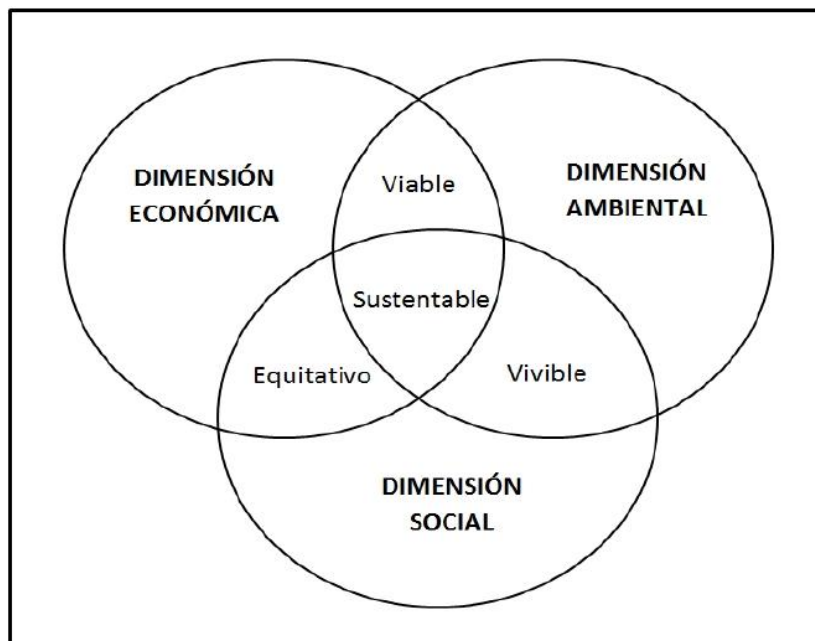 DIMENSIÓN
ECONÓMICA
Viable
DIMENSIÓN
AMBIENTAL
Sustentable
Equitativo
Vivible
DIMENSIÓN
SOCIAL